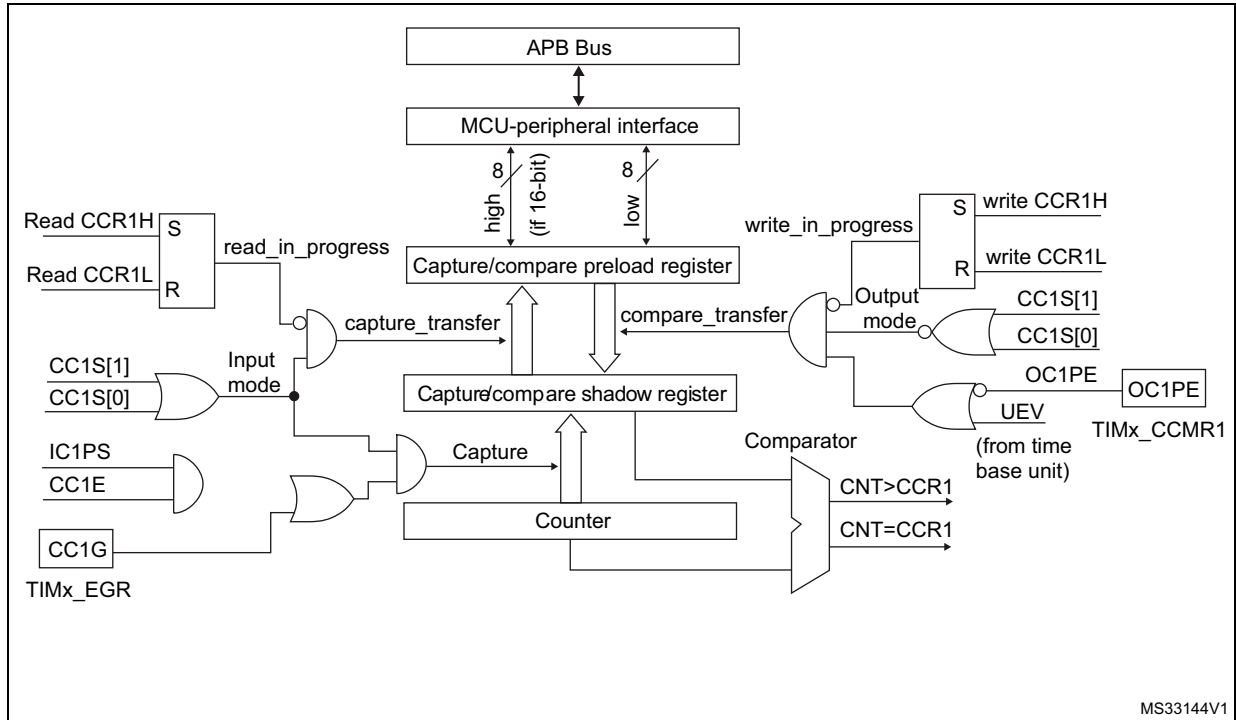 APB Bus
MCU-peripheral interface
8
high
(if 16-bit)
8
low
Read CCR1H
S
Read CCR1L
R
read_in_progress
write_in_progress
S
write CCR1H
R
write CCR1L
Capture/compare preload register
capture_transfer
compare_transfer
Output
mode
CC1S[1]
CC1S[0]
CC1S[1]
CC1S[0]
Input
mode
Capture/compare shadow register
OC1PE
OC1PE
UEV
(from time
base unit)
TIMx_CCMR1
IC1PS
CC1E
Capture
Comparator
CNT>CCR1
CNT=CCR1
Counter
CC1G
TIMx_EGR
MS33144V1